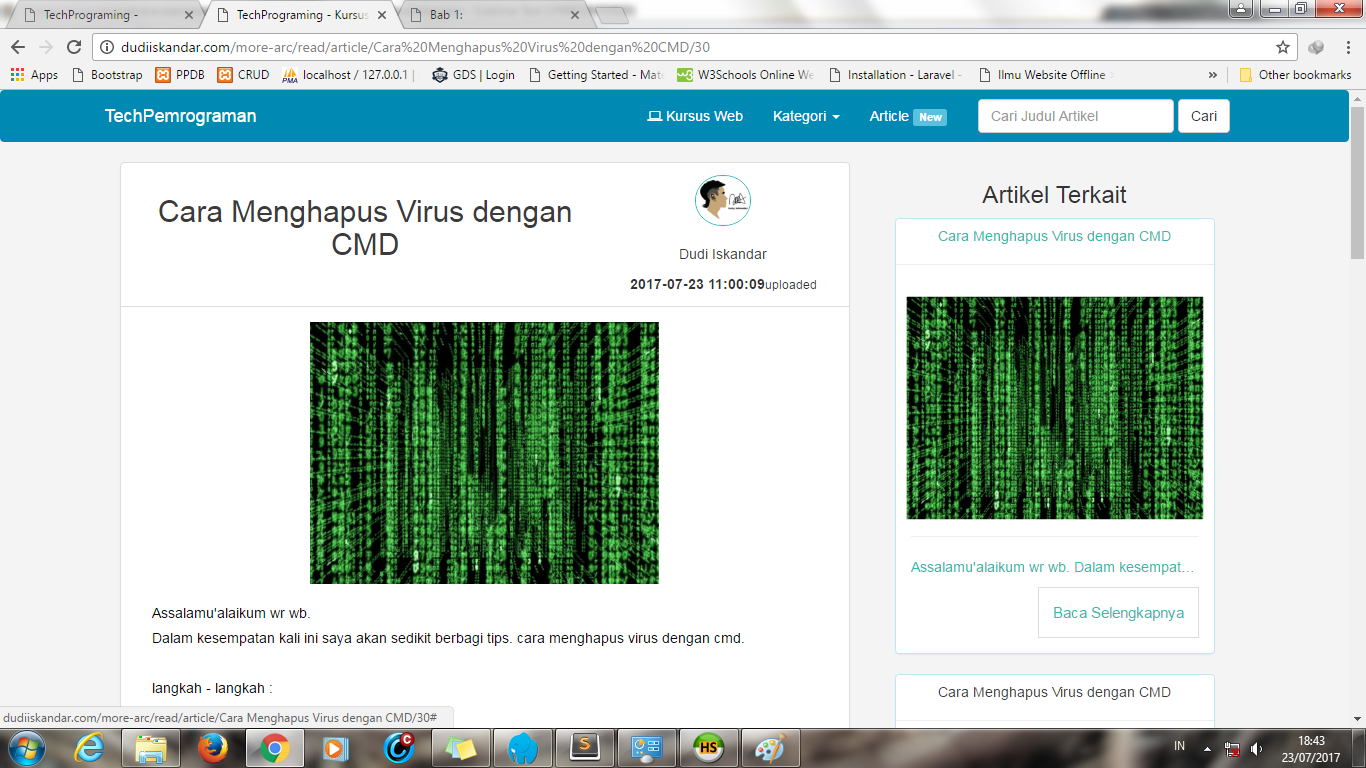 TechPrograming -
TechPrograming - Kursus
Bab 1:
dudiiskandar.com/more-arc/read/article/Cara%20Menghapus%20Virus%20dengan%20CMD/30
Apps Bootstrap PPDB CRUD localhost / 127.0.0.1 | GDS | Login Getting Started - Mate W3Schools Online We Installation - Laravel - Ilmu Website Offline » Other bookmarks
TechPemrograman Kursus Web Kategori Article New Cari Judul Artikel Cari
Cara Menghapus Virus dengan
CMD
Dudi Iskandar
2017-07-23 11:00:09uploaded
Assalamu'alaikum wr wb.
Dalam kesempatan kali ini saya akan sedikit berbagi tips. cara menghapus virus dengan cmd.
langkah - langkah :
Artikel Terkait
Cara Menghapus Virus dengan CMD
Assalamu'alaikum wr wb. Dalam kesempat...
Baca Selengkapnya
Cara Menghapus Virus dengan CMD
dudiiskandar.com/more-arc/read/article/Cara Menghapus Virus dengan CMD/30#
IN
18:43
23/07/2017